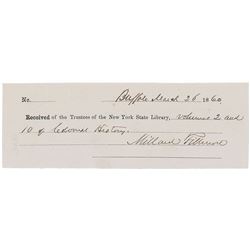 Buffalo March 26 1860
No.
Received of the Trustees of the New York State Library, volumes 2 and
10 of Colonial History.
Millard Fillmore